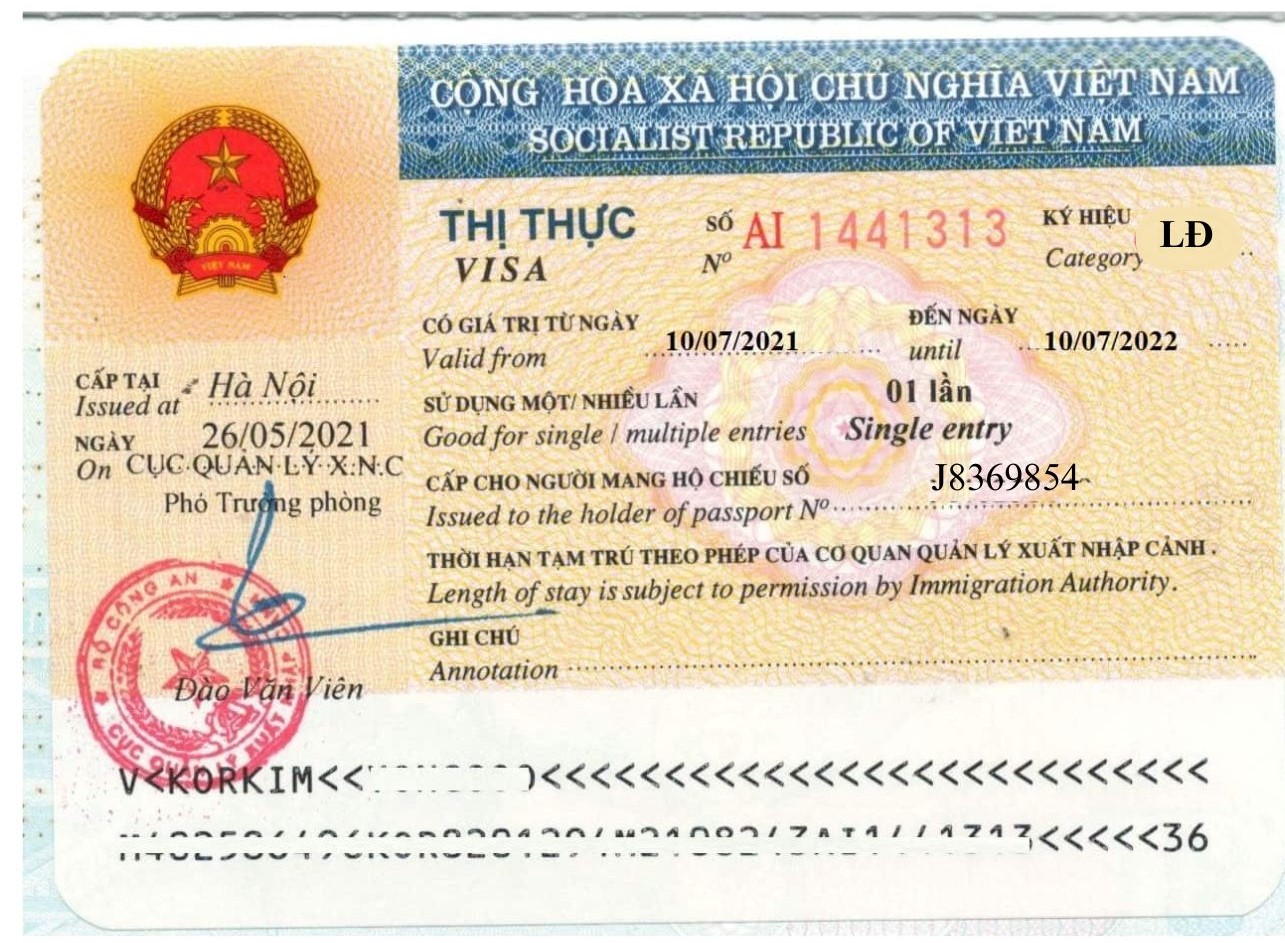 CỘNG HÒA XÃ HỘI CHỦ NGHĨA VIỆT NAM
SOCIALIST REPUBLIC OF VIET NAM
VIỆT NAM
THỊ THỰC
VISA
SỐ AI 1441313
Nº
KÝ HIỆU LĐ
Category
CÓ GIÁ TRỊ TỪ NGÀY 10/07/2021
Valid from
ĐẾN NGÀY 10/07/2022
until
SỬ DỤNG MỘT/ NHIỀU LẦN 01 lần
Good for single / multiple entries Single entry
CẤP CHO NGƯỜI MANG HỘ CHIẾU SỐ J8369854
Issued to the holder of passport Nº
THỜI HẠN TẠM TRÚ THEO PHÉP CỦA CƠ QUAN QUẢN LÝ XUẤT NHẬP CẢNH .
Length of stay is subject to permission by Immigration Authority.
GHI CHÚ
Annotation
CẤP TẠI Hà Nội
Issued at
NGÀY 26/05/2021
On CỤC QUẢN LÝ X.N.C
Phó Trưởng phòng
BỘ CÔNG AN
CỤC QUẢN LÝ XUẤT NHẬP
Đào Văn Viên
V<KORKIM<<
<<<<<<<<<<<<<<<<<<<<<<<<<<<
<<<<<36